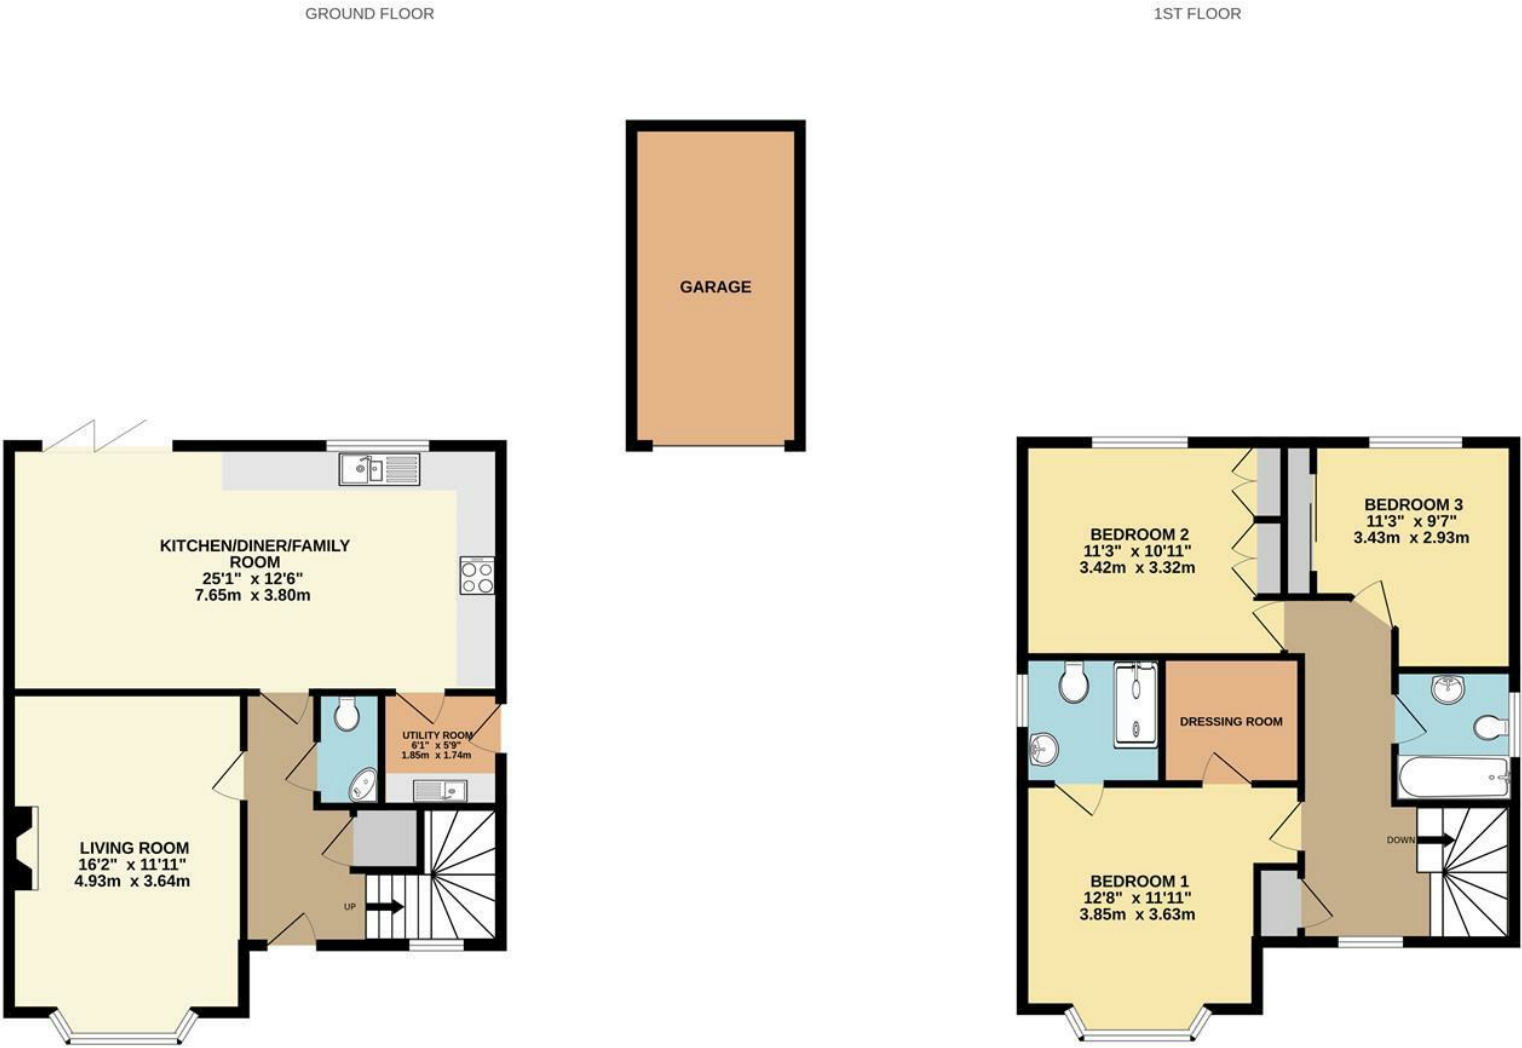 GROUND FLOOR
1ST FLOOR
GARAGE
KITCHEN/DINER/FAMILY
ROOM
25'1" x 12'6"
7.65m x 3.80m
UTILITY ROOM
6'1" x 5'9"
1.85m x 1.74m
LIVING ROOM
16'2" x 11'11"
4.93m x 3.64m
UP
BEDROOM 2
11'3" x 10'11"
3.42m x 3.32m
BEDROOM 3
11'3" x 9'7"
3.43m x 2.93m
DRESSING ROOM
DOWN
BEDROOM 1
12'8" x 11'11"
3.85m x 3.63m